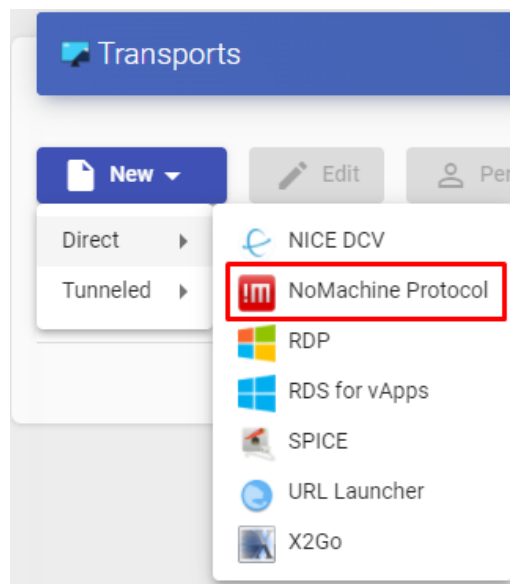 Transports
New
Edit
Per
Direct
Tunneled
NICE DCV
NoMachine Protocol
RDP
RDS for vApps
SPICE
URL Launcher
X2Go